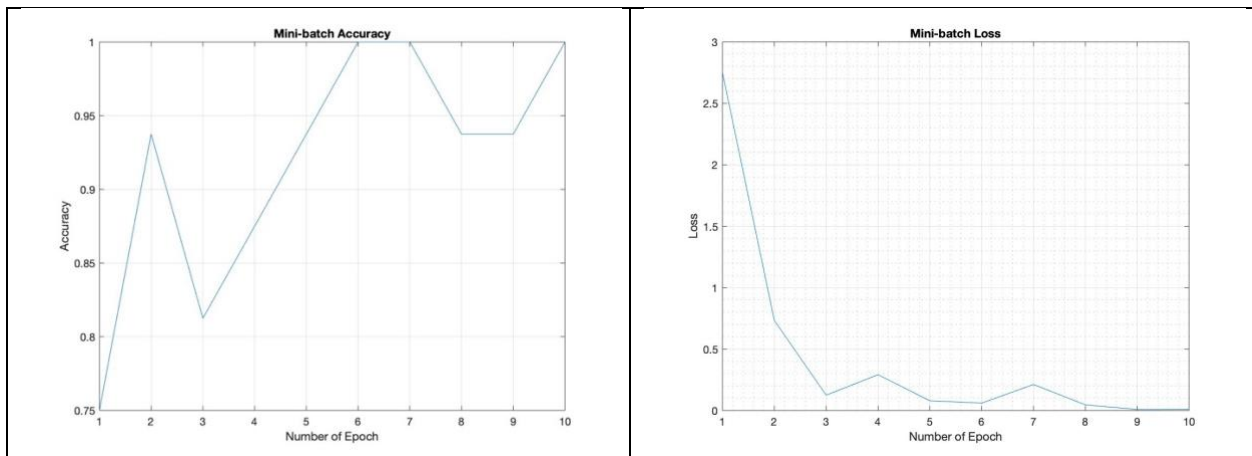 Mini-batch Accuracy
1
0.95
0.9
0.85
0.8
0.75
Accuracy
1 2 3 4 5 6 7 8 9 10
Number of Epoch
Mini-batch Loss
3
2.5
2
1.5
1
0.5
0
Loss
1 2 3 4 5 6 7 8 9 10
Number of Epoch